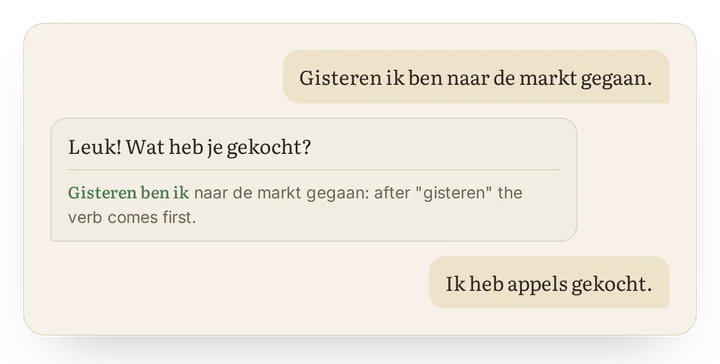 Gisteren ik ben naar de markt gegaan.
Leuk! Wat heb je gekocht?
Gisteren ben ik naar de markt gegaan: after "gisteren" the
verb comes first.
Ik heb appels gekocht.